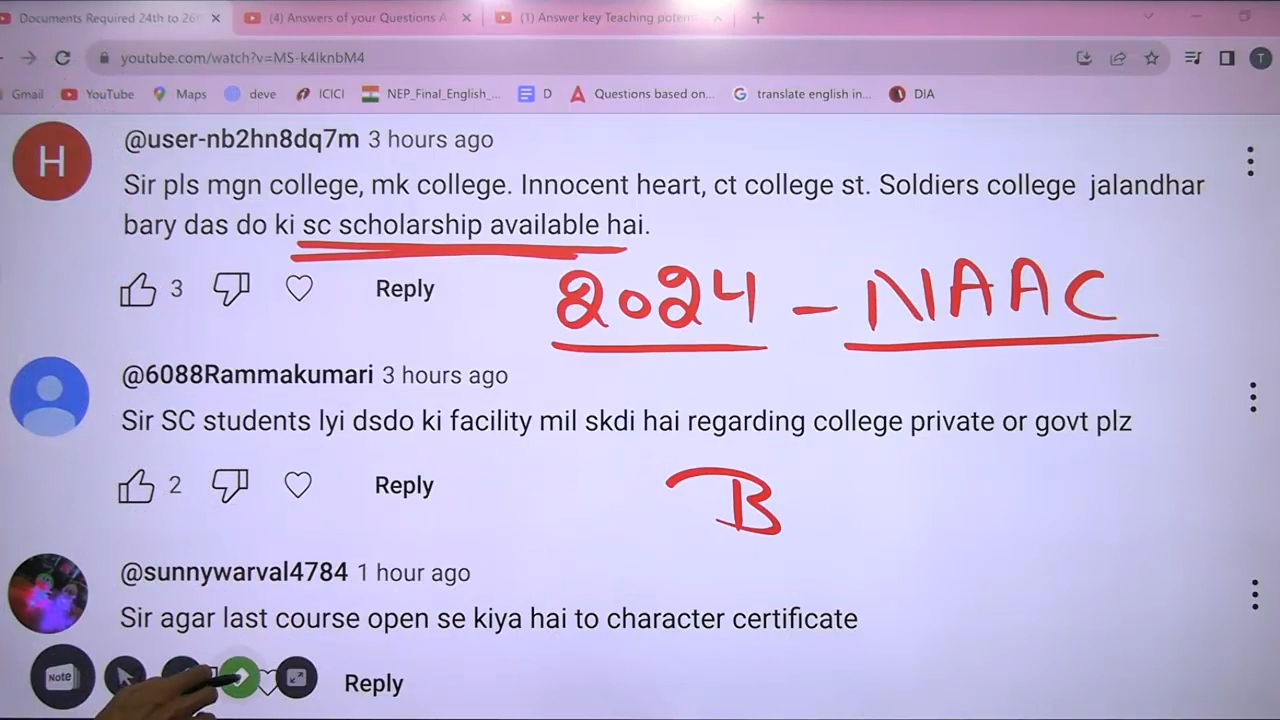 Documents Required 24th to 26
(4) Answers of your Questions A
(1) Answer key Teaching poten
youtube.com/watch?v=MS-k4lknbM4
T
Gmail
YouTube
Maps
deve
ICICI
NEP_Final_English_...
D
Questions based on...
translate english in...
DIA
H
@user-nb2hn8dq7m 3 hours ago
Sir pls mgn college, mk college. Innocent heart, ct college st. Soldiers college jalandhar
bary das do ki sc scholarship available hai.
3
Reply
2024 - NAAC
@6088Rammakumari 3 hours ago
Sir SC students lyi dsdo ki facility mil skdi hai regarding college private or govt plz
2
Reply
B
@sunnywarval4784 1 hour ago
Sir agar last course open se kiya hai to character certificate
Note
Reply